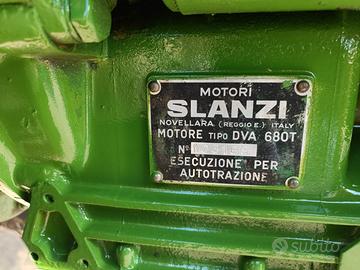 MOTORI
SLANZI
NOVELLARA (REGGIO E.) ITALY
MOTORE TIPO DVA 680T
N°
ESECUZIONE PER
AUTOTRAZIONE
subito